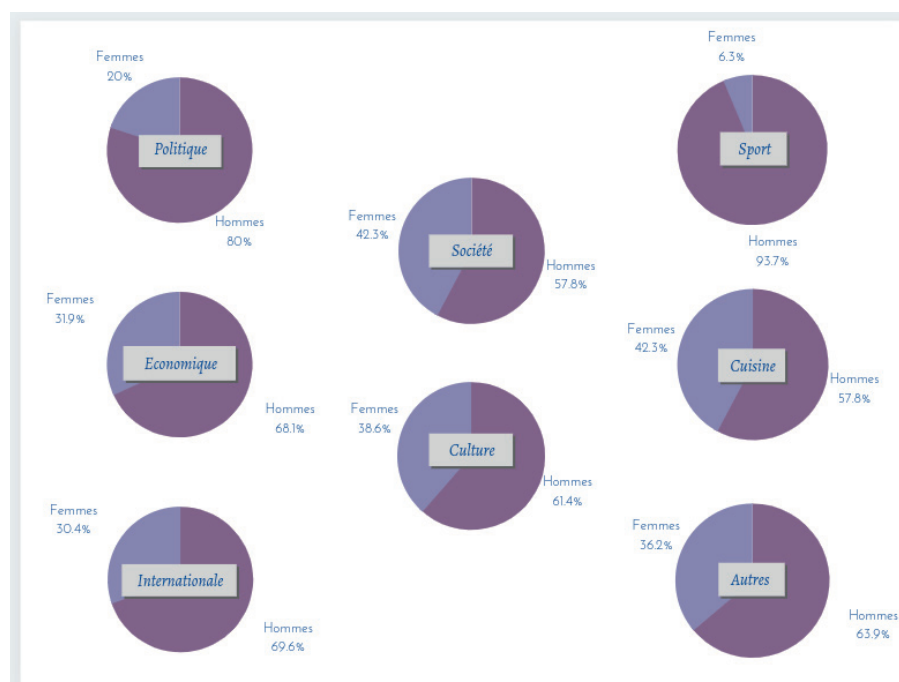 Femmes
20%
Politique
Hommes
80%
Femmes
6.3%
Sport
Hommes
93.7%
Femmes
42.3%
Société
Hommes
57.8%
Femmes
31.9%
Economique
Hommes
68.1%
Femmes
42.3%
Cuisine
Hommes
57.8%
Femmes
38.6%
Culture
Hommes
61.4%
Femmes
30.4%
Internationale
Hommes
69.6%
Femmes
36.2%
Autres
Hommes
63.9%